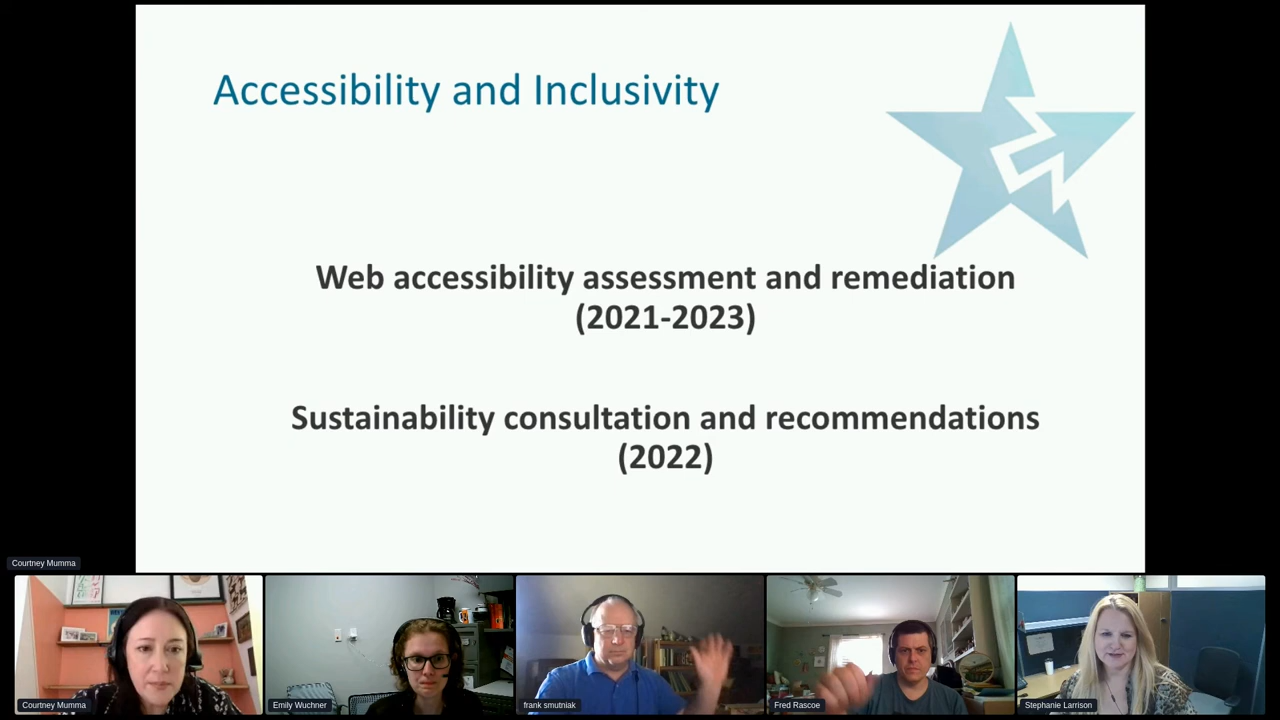 Accessibility and Inclusivity
Web accessibility assessment and remediation
(2021-2023)
Sustainability consultation and recommendations
(2022)
Courtney Mumma
Courtney Mumma
Emily Wuchner
frank smutniak
Fred Rascoe
Stephanie Larrison